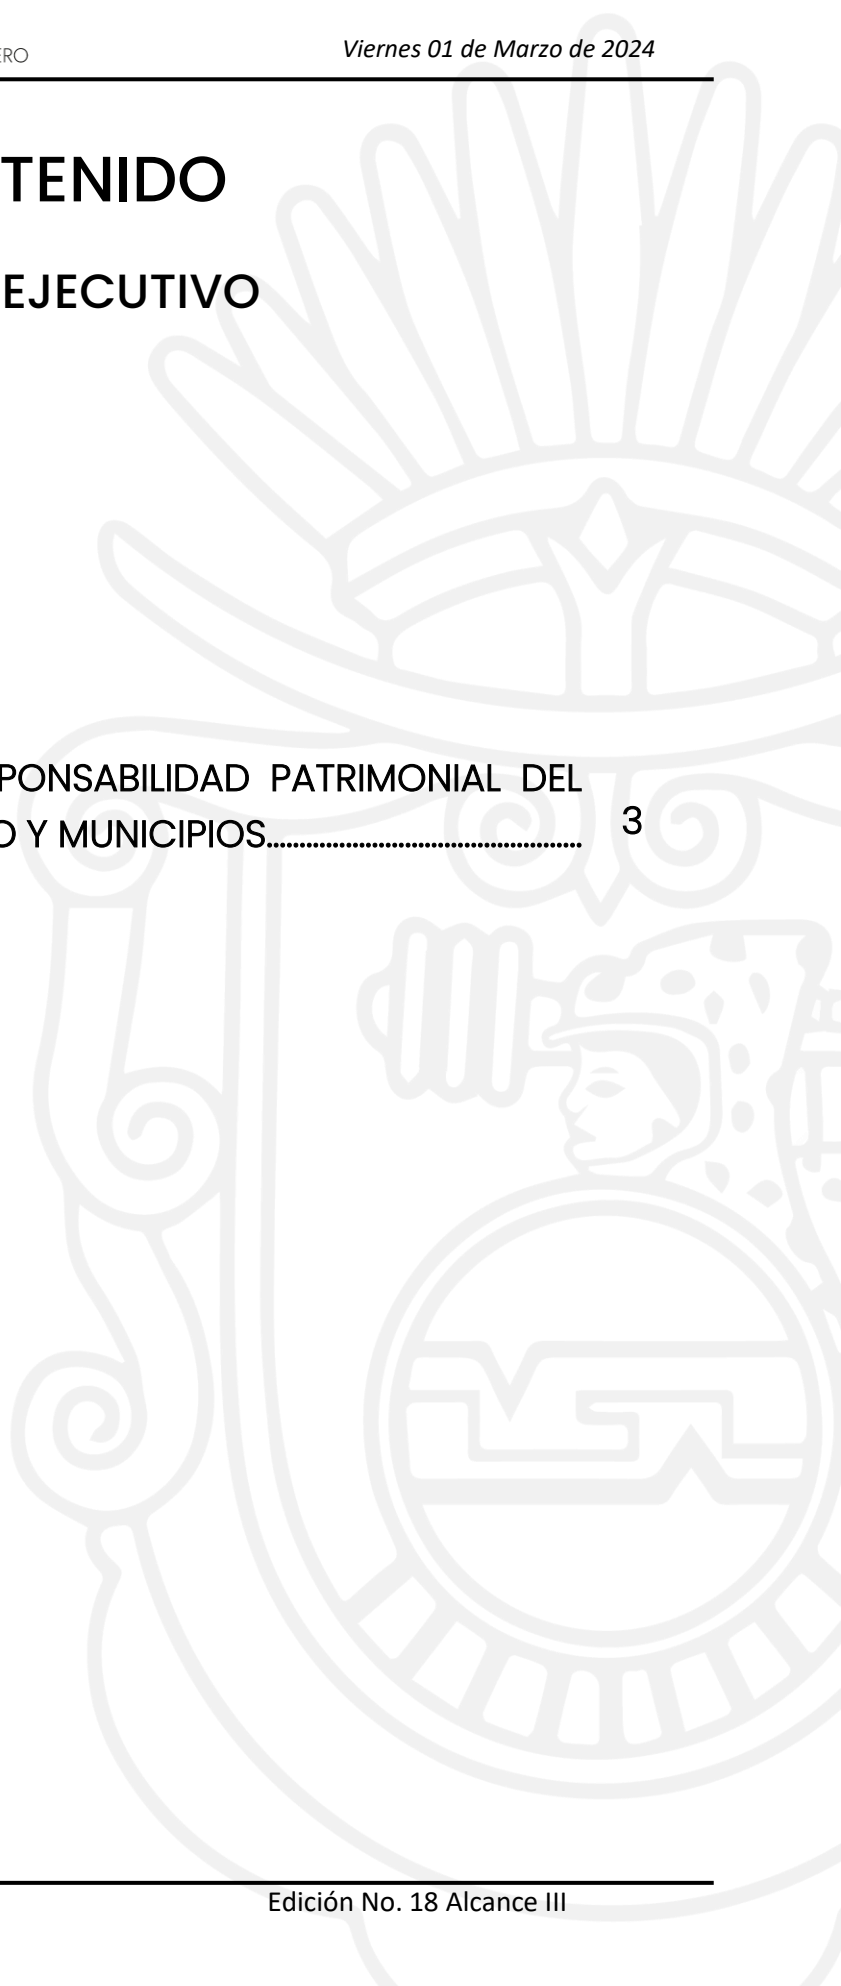 ERO
Viernes 01 de Marzo de 2024
TENIDO
EJECUTIVO
PONSABILIDAD PATRIMONIAL DEL
O Y MUNICIPIOS................................................ 3
Edición No. 18 Alcance III